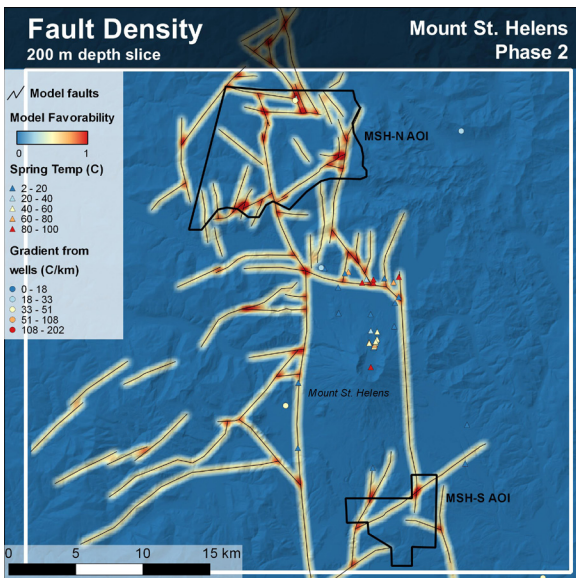 Fault Density
200 m depth slice
Mount St. Helens
Phase 2
Model faults
Model Favorability
0 1
Spring Temp (C)
2 - 20
20 - 40
40 - 60
60 - 80
80 - 100
Gradient from
wells (C/km)
0 - 18
18 - 33
33 - 51
51 - 108
108 - 202
MSH-N AOI
Mount St. Helens
MSH-S AOI
0 5 10 15 km